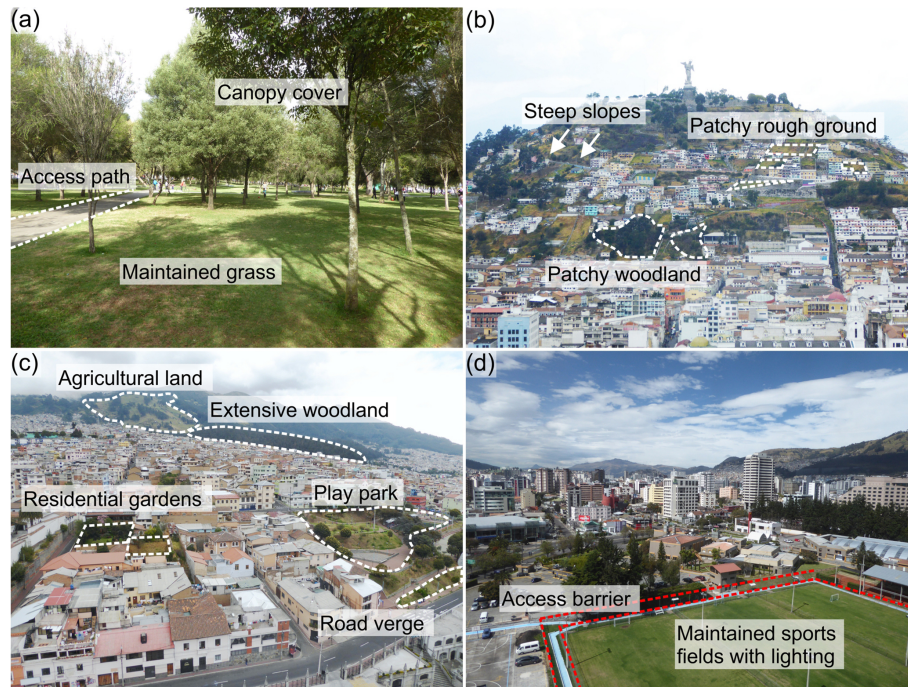 (a)
Canopy cover
Access path
Maintained grass
(b)
Steep slopes
Patchy rough ground
Patchy woodland
(c)
Agricultural land
Extensive woodland
Residential gardens
Play park
Road verge
(d)
Access barrier
Maintained sports
fields with lighting